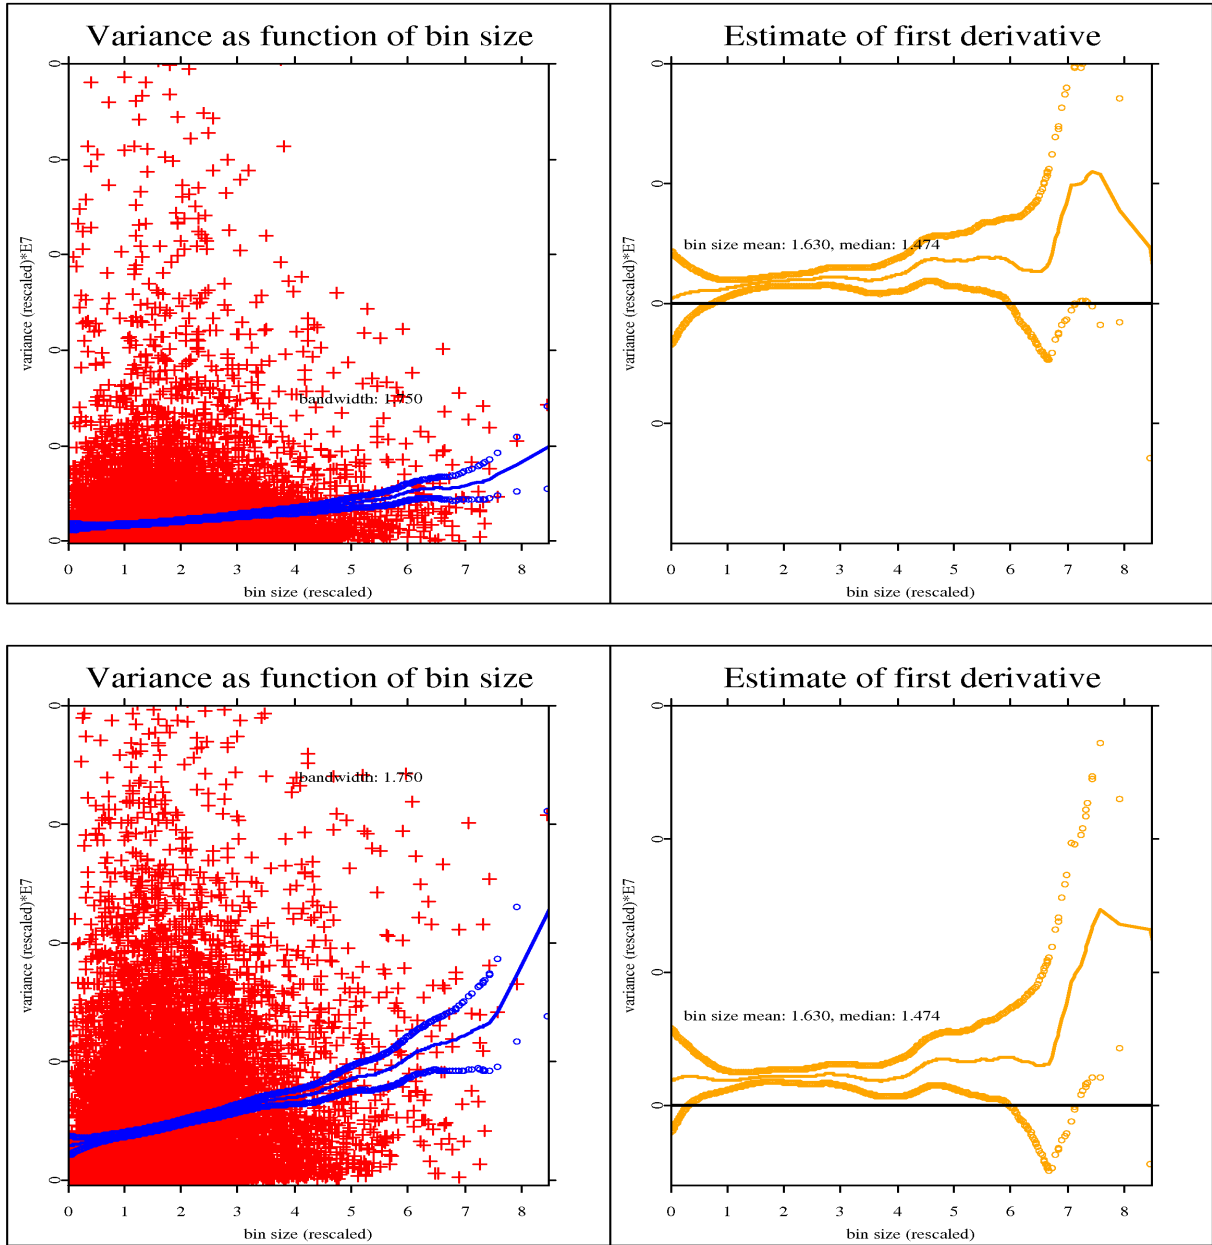 Variance as function of bin size
Estimate of first derivative
0
0
0
0
0
0
variance (rescaled)*E7
bandwidth: 1.750
0 1 2 3 4 5 6 7 8
bin size (rescaled)
0
0
0
0
variance (rescaled)*E7
bin size mean: 1.630, median: 1.474
0 1 2 3 4 5 6 7 8
bin size (rescaled)
Variance as function of bin size
Estimate of first derivative
0
0
0
0
0
variance (rescaled)*E7
bandwidth: 1.750
0 1 2 3 4 5 6 7 8
bin size (rescaled)
0
0
0
0
variance (rescaled)*E7
bin size mean: 1.630, median: 1.474
0 1 2 3 4 5 6 7 8
bin size (rescaled)